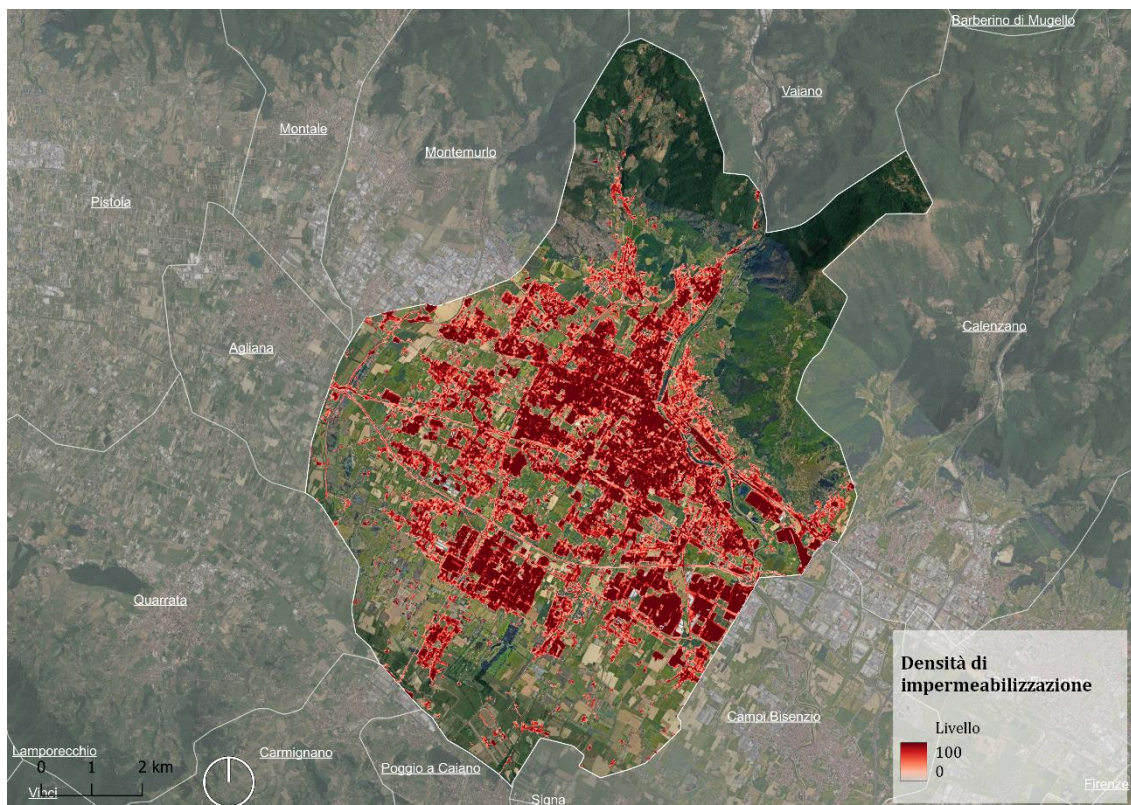 Barberino di Mugello
Vaiano
Montale
Montemurlo
Pistoia
Calenzano
Agliana
Quarrata
Campi Bisenzio
Lamporecchio
Carmignano
Poggio a Caiano
Vinci
Signa
Firenze
0 1 2 km
Densità di
impermeabilizzazione
Livello
100
0